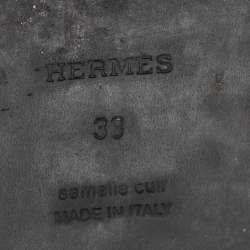 HERMES
39
semelle cuir
MADE IN ITALY